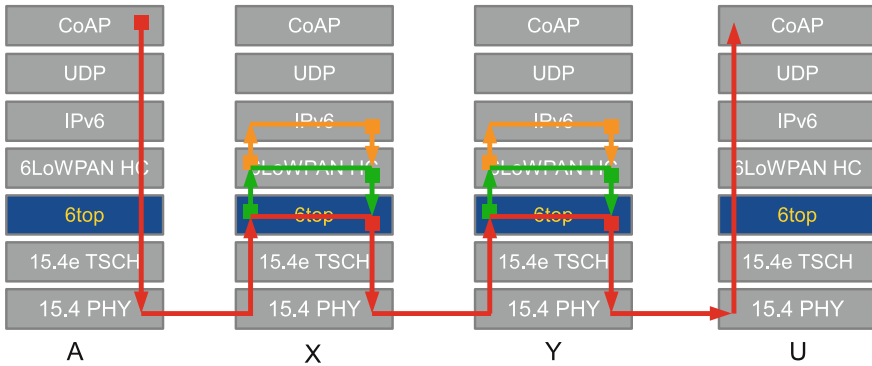 CoAP CoAP CoAP CoAP
UDP UDP UDP UDP
IPv6 IPv6 IPv6 IPv6
6LoWPAN HC 6LoWPAN HC 6LoWPAN HC 6LoWPAN HC
6top 6top 6top 6top
15.4e TSCH 15.4e TSCH 15.4e TSCH 15.4e TSCH
15.4 PHY 15.4 PHY 15.4 PHY 15.4 PHY
A X Y U